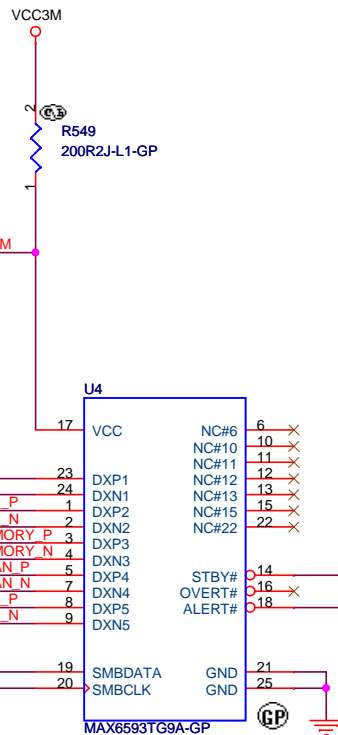 VCC3M
2
R549
200R2J-L1-GP
1
M
U4
17 VCC NC#6 6
NC#10 10
NC#11 11
23 DXP1 NC#12 12
24 DXN1 NC#13 13
_P 1 DXP2 NC#15 15
_N 2 DXN2 NC#22 22
MORY_P 3 DXP3
MORY_N 4 DXN3
AN_P 5 DXP4 STBY# 14
AN_N 7 DXN4 OVERT# 16
_P 8 DXP5 ALERT# 18
_N 9 DXN5
19 SMBDATA GND 21
20 SMBCLK GND 25
GP
MAX6593TG9A-GP